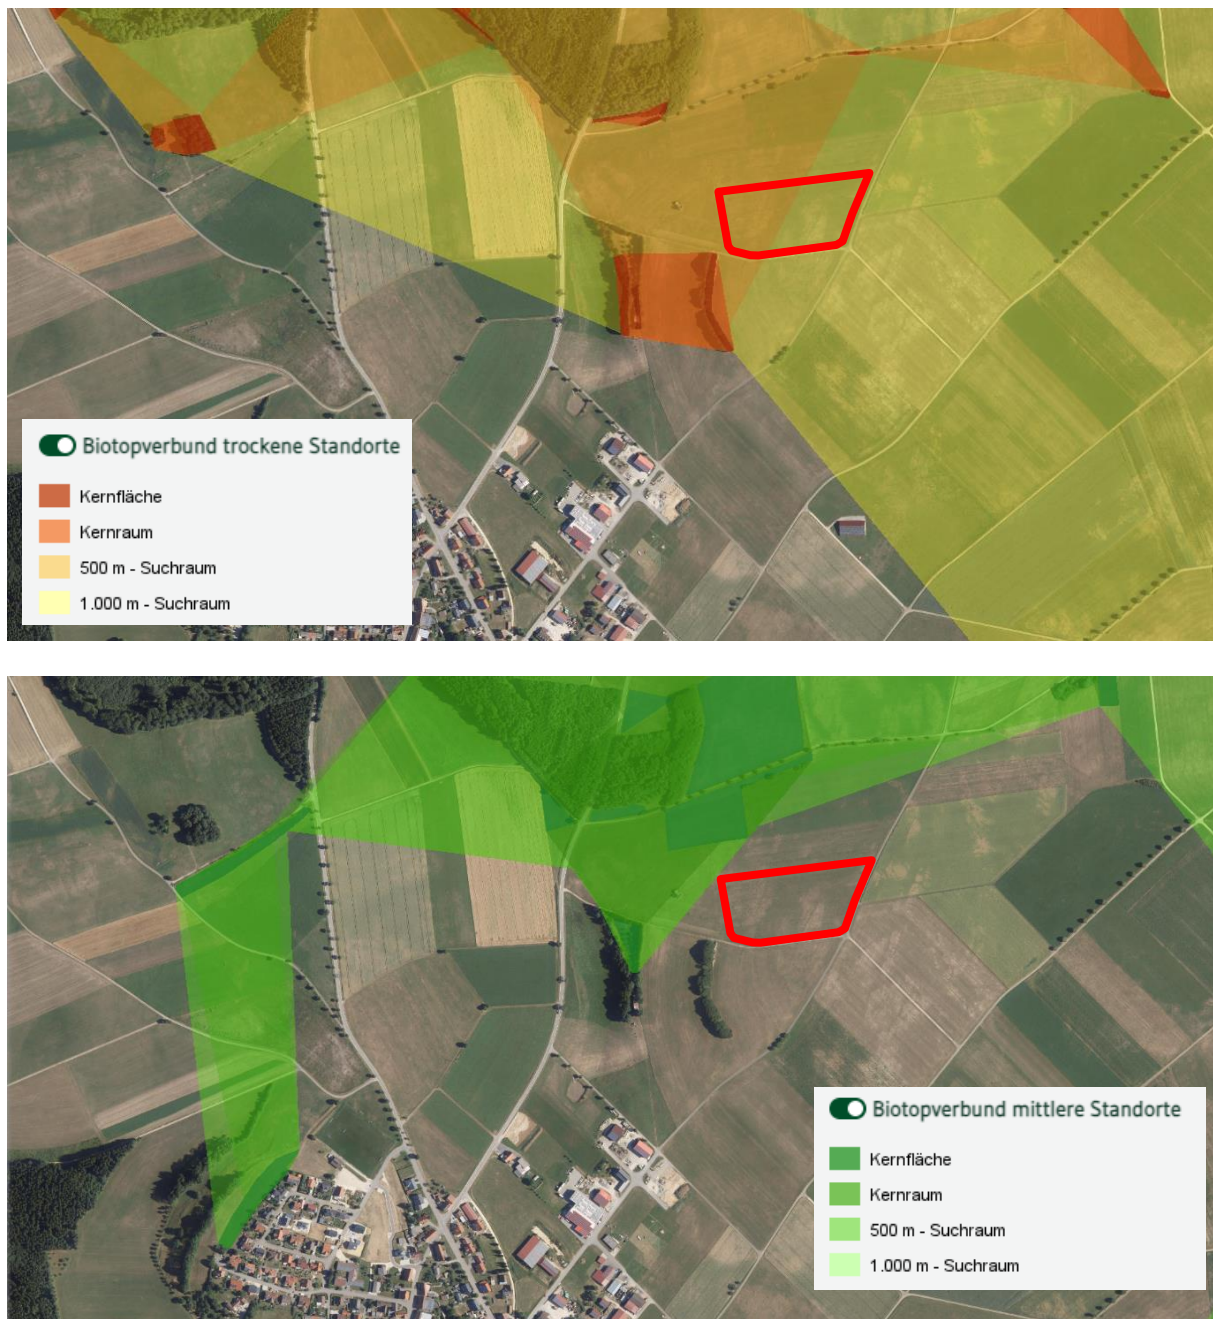 Biotopverbund trockene Standorte
Kernfläche
Kernraum
500 m - Suchraum
1.000 m - Suchraum
Biotopverbund mittlere Standorte
Kernfläche
Kernraum
500 m - Suchraum
1.000 m - Suchraum